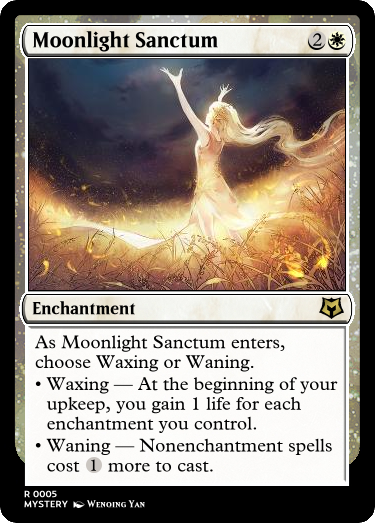 Moonlight Sanctum 2
Enchantment
As Moonlight Sanctum enters,
choose Waxing or Waning.
• Waxing — At the beginning of your
upkeep, you gain 1 life for each
enchantment you control.
• Waning — Nonenchantment spells
cost 1 more to cast.
R 0005
MYSTERY Wenqing Yan